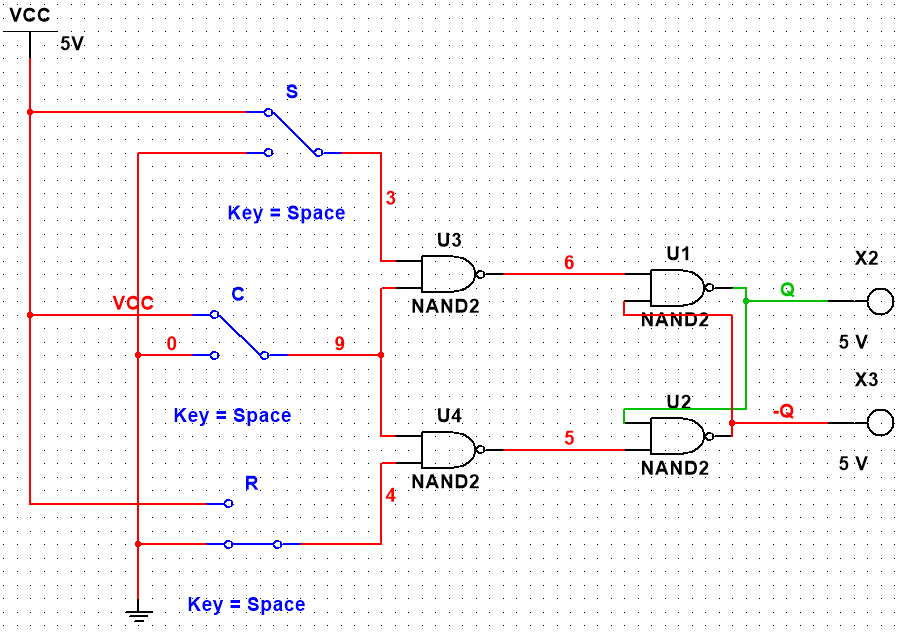 VCC
5V
S
Key = Space
3
U3
NAND2
6
U1
NAND2
Q
X2
5 V
VCC
C
0
9
Key = Space
X3
U4
NAND2
5
U2
NAND2
-Q
5 V
R
4
Key = Space